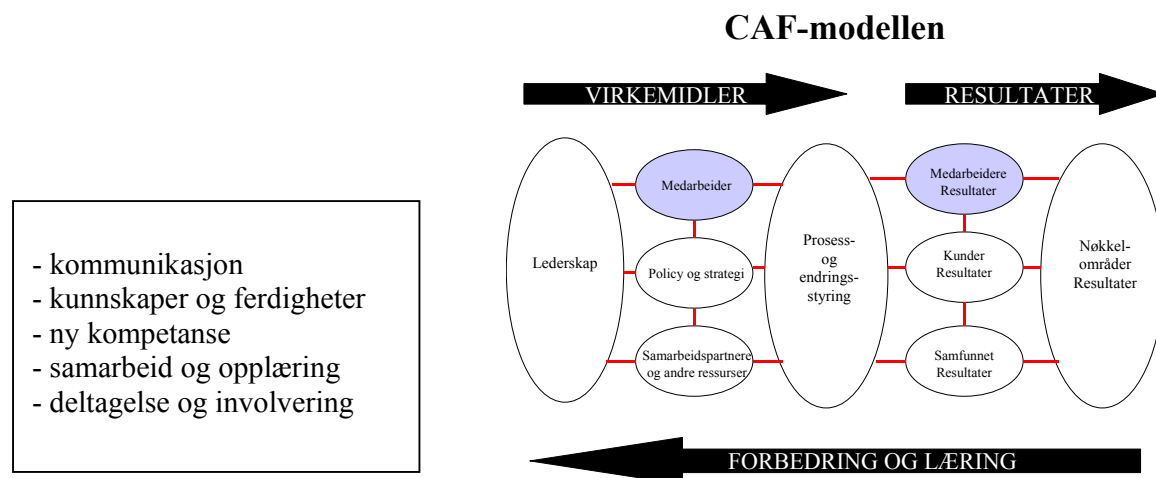 CAF-modellen
VIRKEMIDLER
RESULTATER
- kommunikasjon
- kunnskaper og ferdigheter
- ny kompetanse
- samarbeid og opplæring
- deltagelse og involvering
Lederskap
Medarbeider
Policy og strategi
Samarbeidspartnere
og andre ressurser
Prosess-
og
endrings-
styring
Medarbeidere
Resultater
Kunder
Resultater
Samfunnet
Resultater
Nøkkel-
områder
Resultater
FORBEDRING OG LÆRING